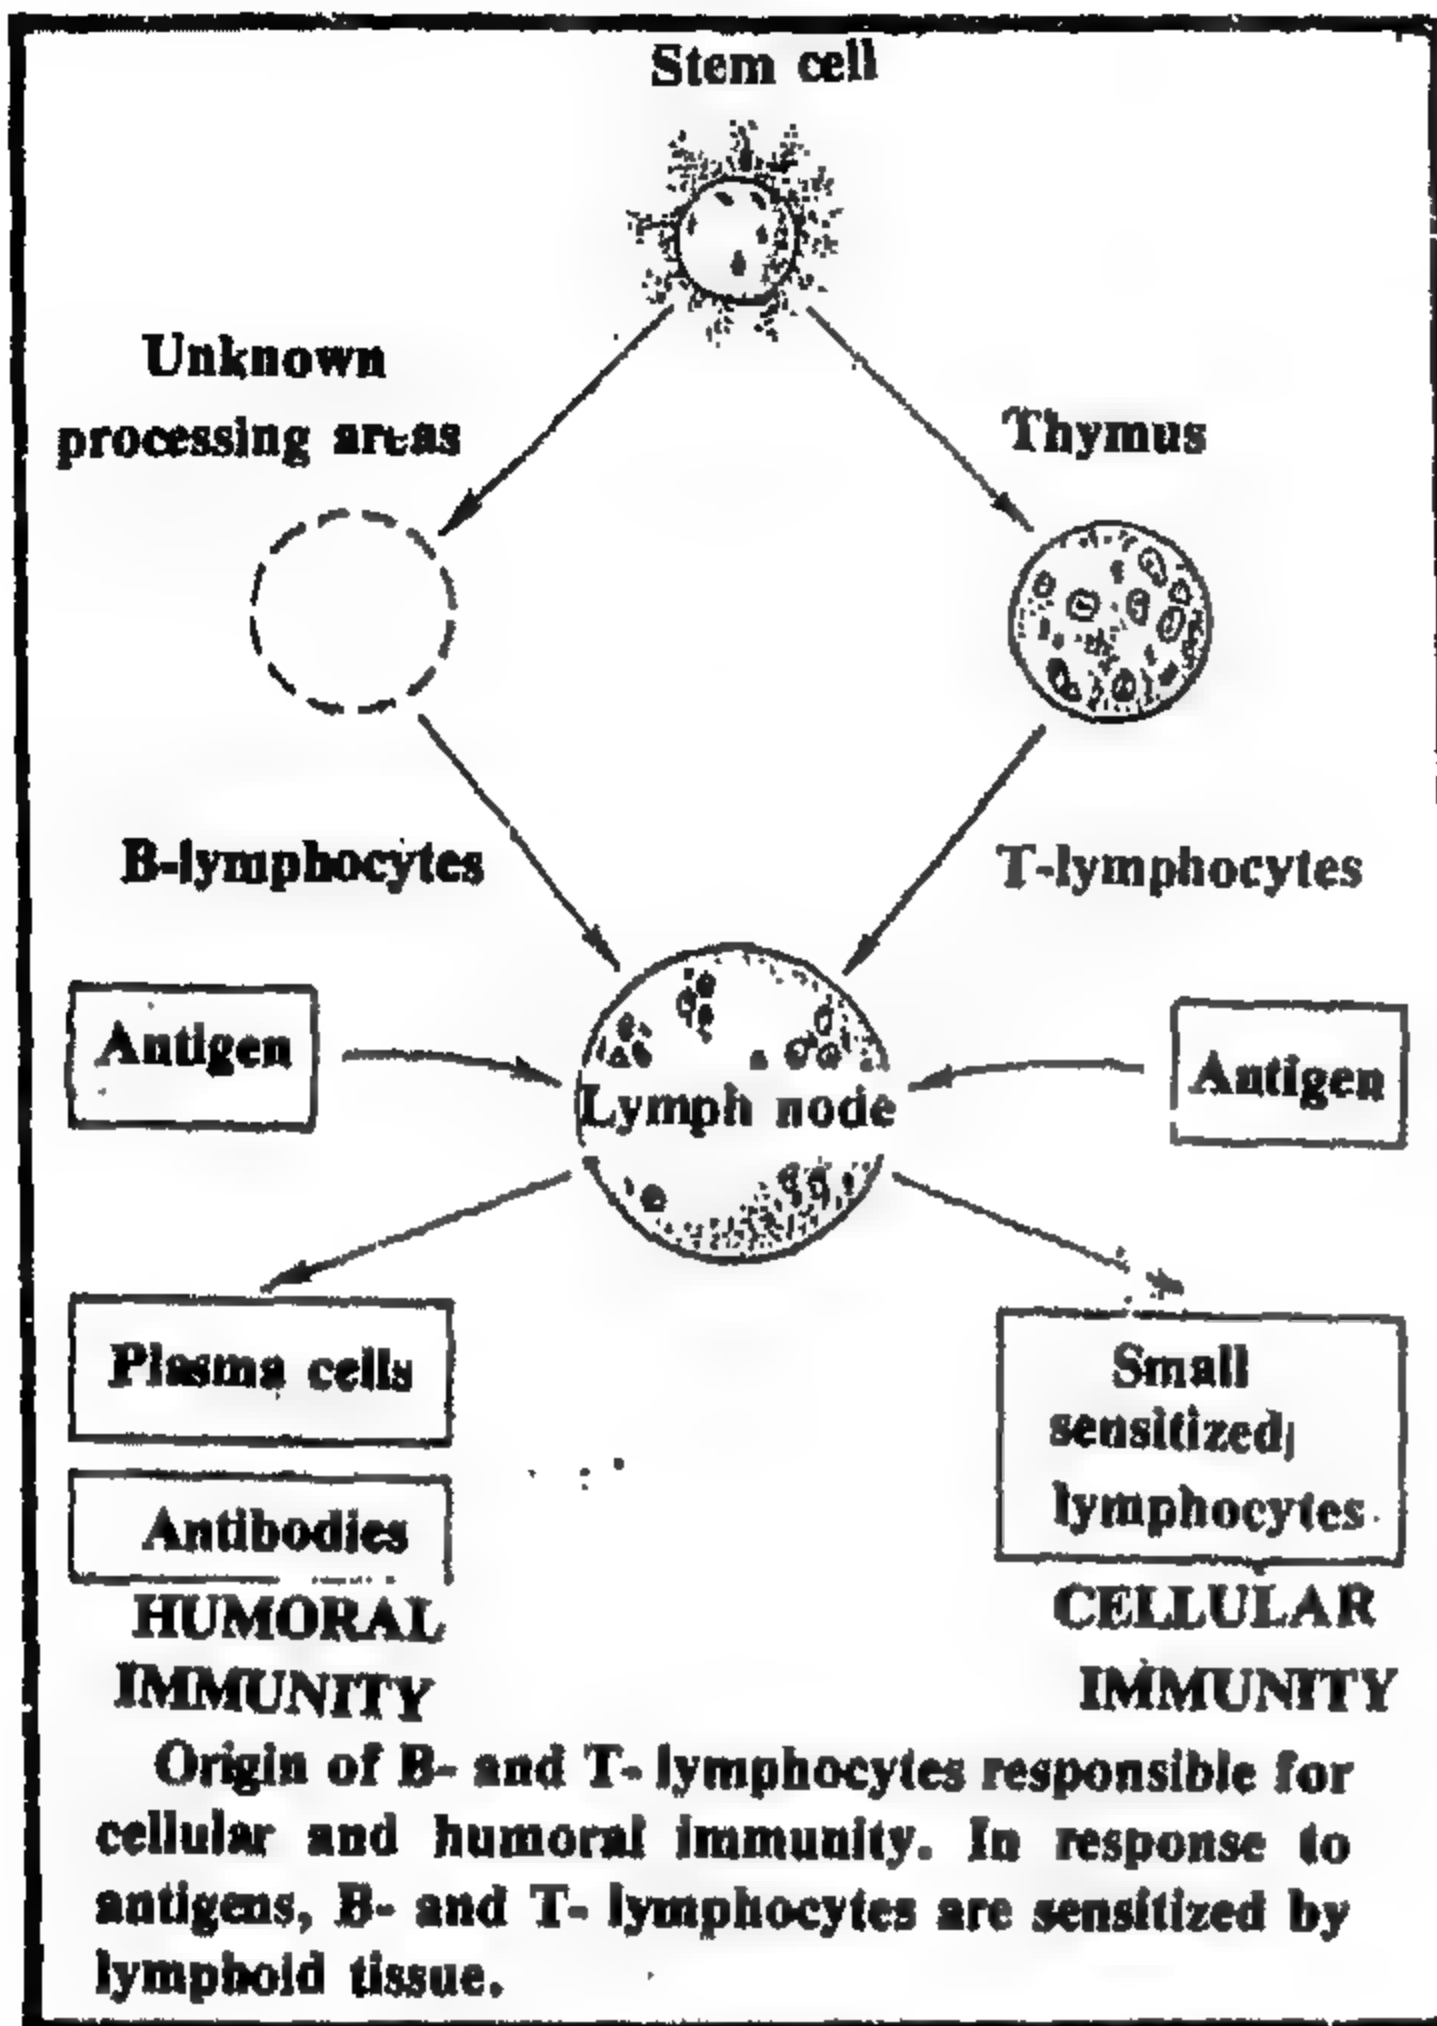 Stem cell
Unknown
processing areas
Thymus
B-lymphocytes
T-lymphocytes
Antigen
Antigen
Lymph node
Plasma cells
Small
sensitized
lymphocytes
Antibodies
HUMORAL
IMMUNITY
CELLULAR
IMMUNITY
Origin of B- and T- lymphocytes responsible for
cellular and humoral immunity. In response to
antigens, B- and T- lymphocytes are sensitized by
lymphoid tissue.